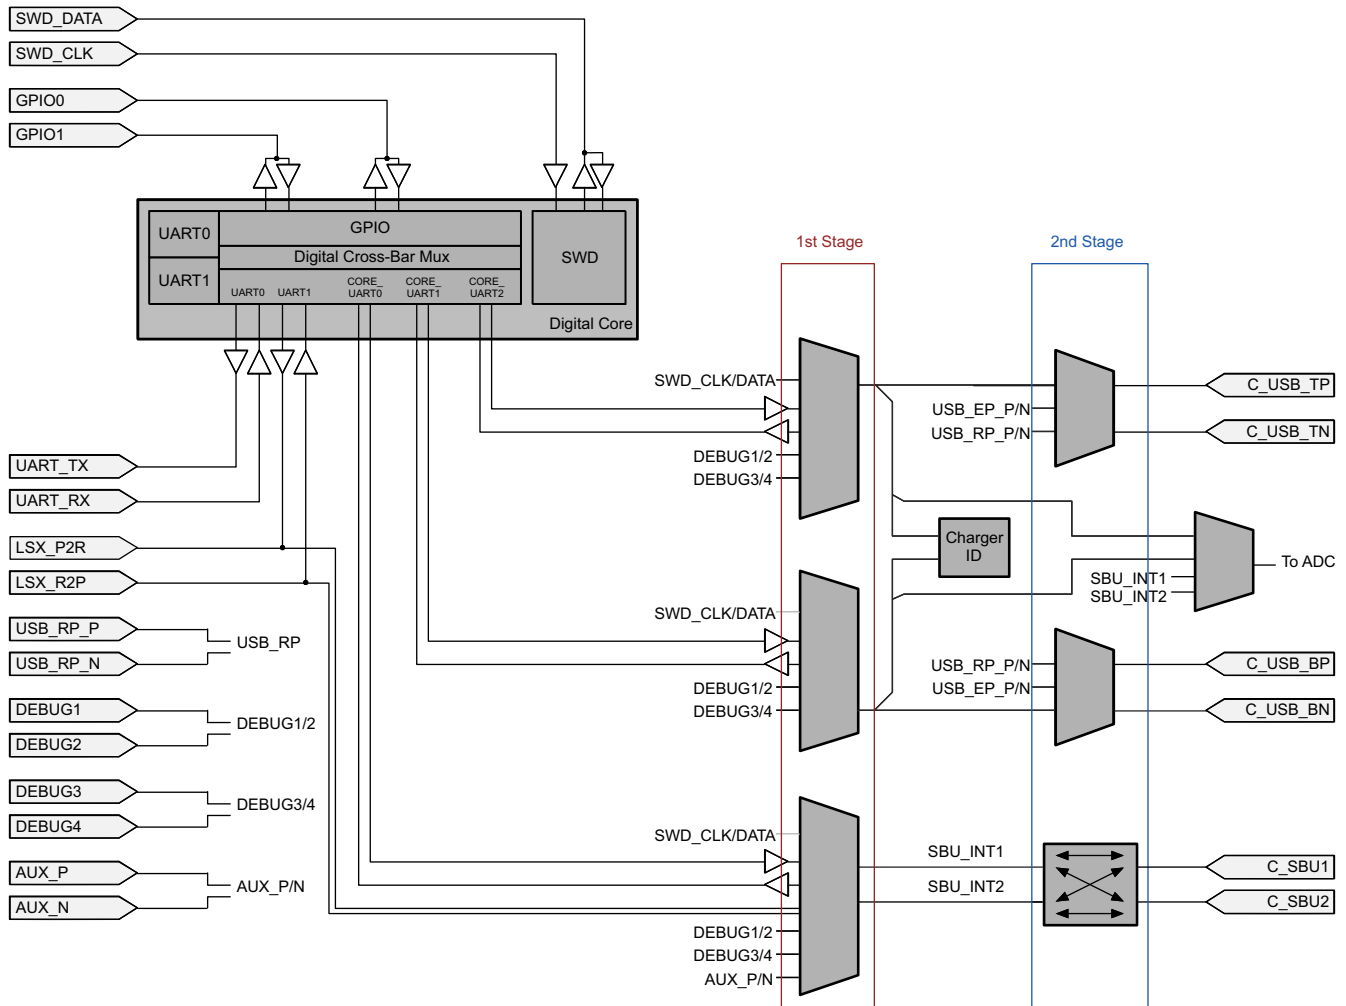 SWD_DATA
SWD_CLK
GPIO0
GPIO1
UART0
UART1
GPIO
Digital Cross-Bar Mux
UART0
UART1
CORE_
UART0
CORE_
UART1
CORE_
UART2
SWD
Digital Core
1st Stage
2nd Stage
UART_TX
UART_RX
LSX_P2R
LSX_R2P
USB_RP_P
USB_RP_N
USB_RP
DEBUG1
DEBUG2
DEBUG1/2
DEBUG3
DEBUG4
DEBUG3/4
AUX_P
AUX_N
AUX_P/N
SWD_CLK/DATA
DEBUG1/2
DEBUG3/4
SWD_CLK/DATA
DEBUG1/2
DEBUG3/4
SWD_CLK/DATA
DEBUG1/2
DEBUG3/4
AUX_P/N
USB_EP_P/N
USB_RP_P/N
Charger
ID
SBU_INT1
SBU_INT2
To ADC
USB_RP_P/N
USB_EP_P/N
SBU_INT1
SBU_INT2
C_USB_TP
C_USB_TN
C_USB_BP
C_USB_BN
C_SBU1
C_SBU2